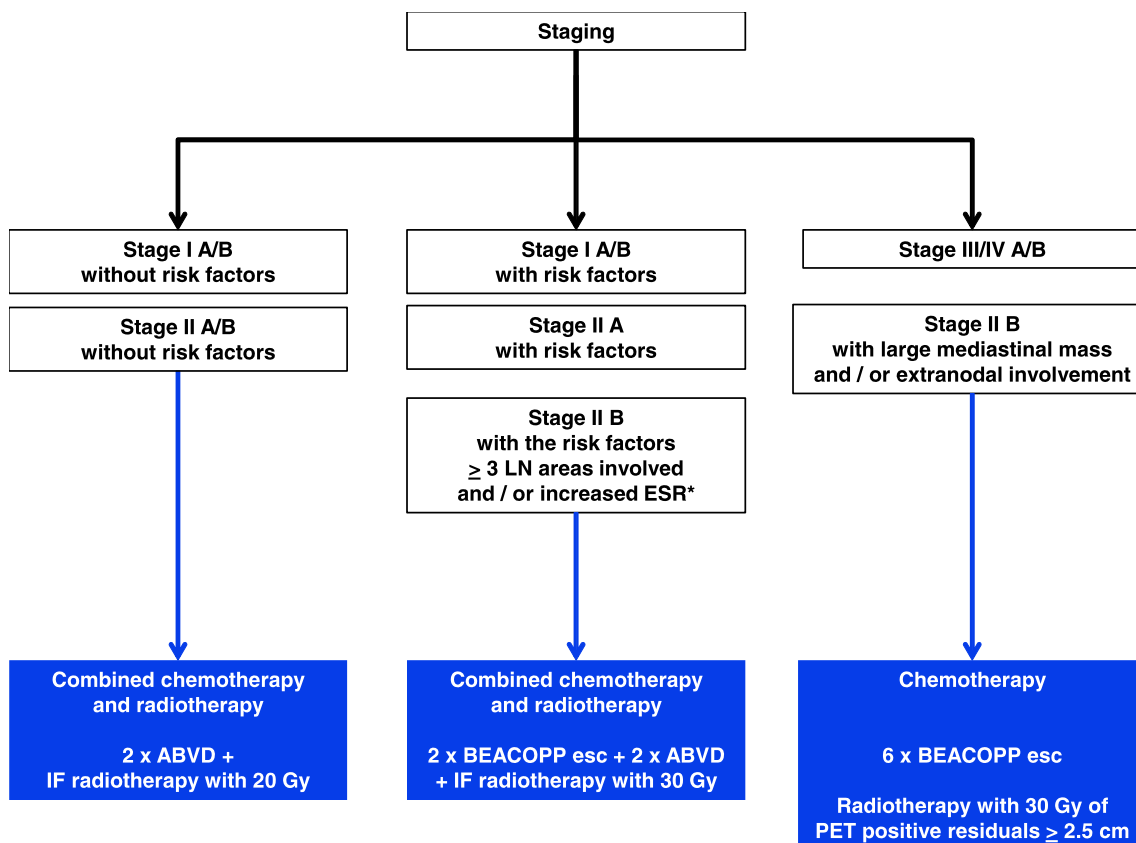 Staging
Stage I A/B
without risk factors
Stage II A/B
without risk factors
Stage I A/B
with risk factors
Stage II A
with risk factors
Stage II B
with the risk factors
≥ 3 LN areas involved
and / or increased ESR*
Stage III/IV A/B
Stage II B
with large mediastinal mass
and / or extranodal involvement
Combined chemotherapy
and radiotherapy
2 x ABVD +
IF radiotherapy with 20 Gy
Combined chemotherapy
and radiotherapy
2 x BEACOPP esc + 2 x ABVD
+ IF radiotherapy with 30 Gy
Chemotherapy
6 x BEACOPP esc
Radiotherapy with 30 Gy of
PET positive residuals ≥ 2.5 cm